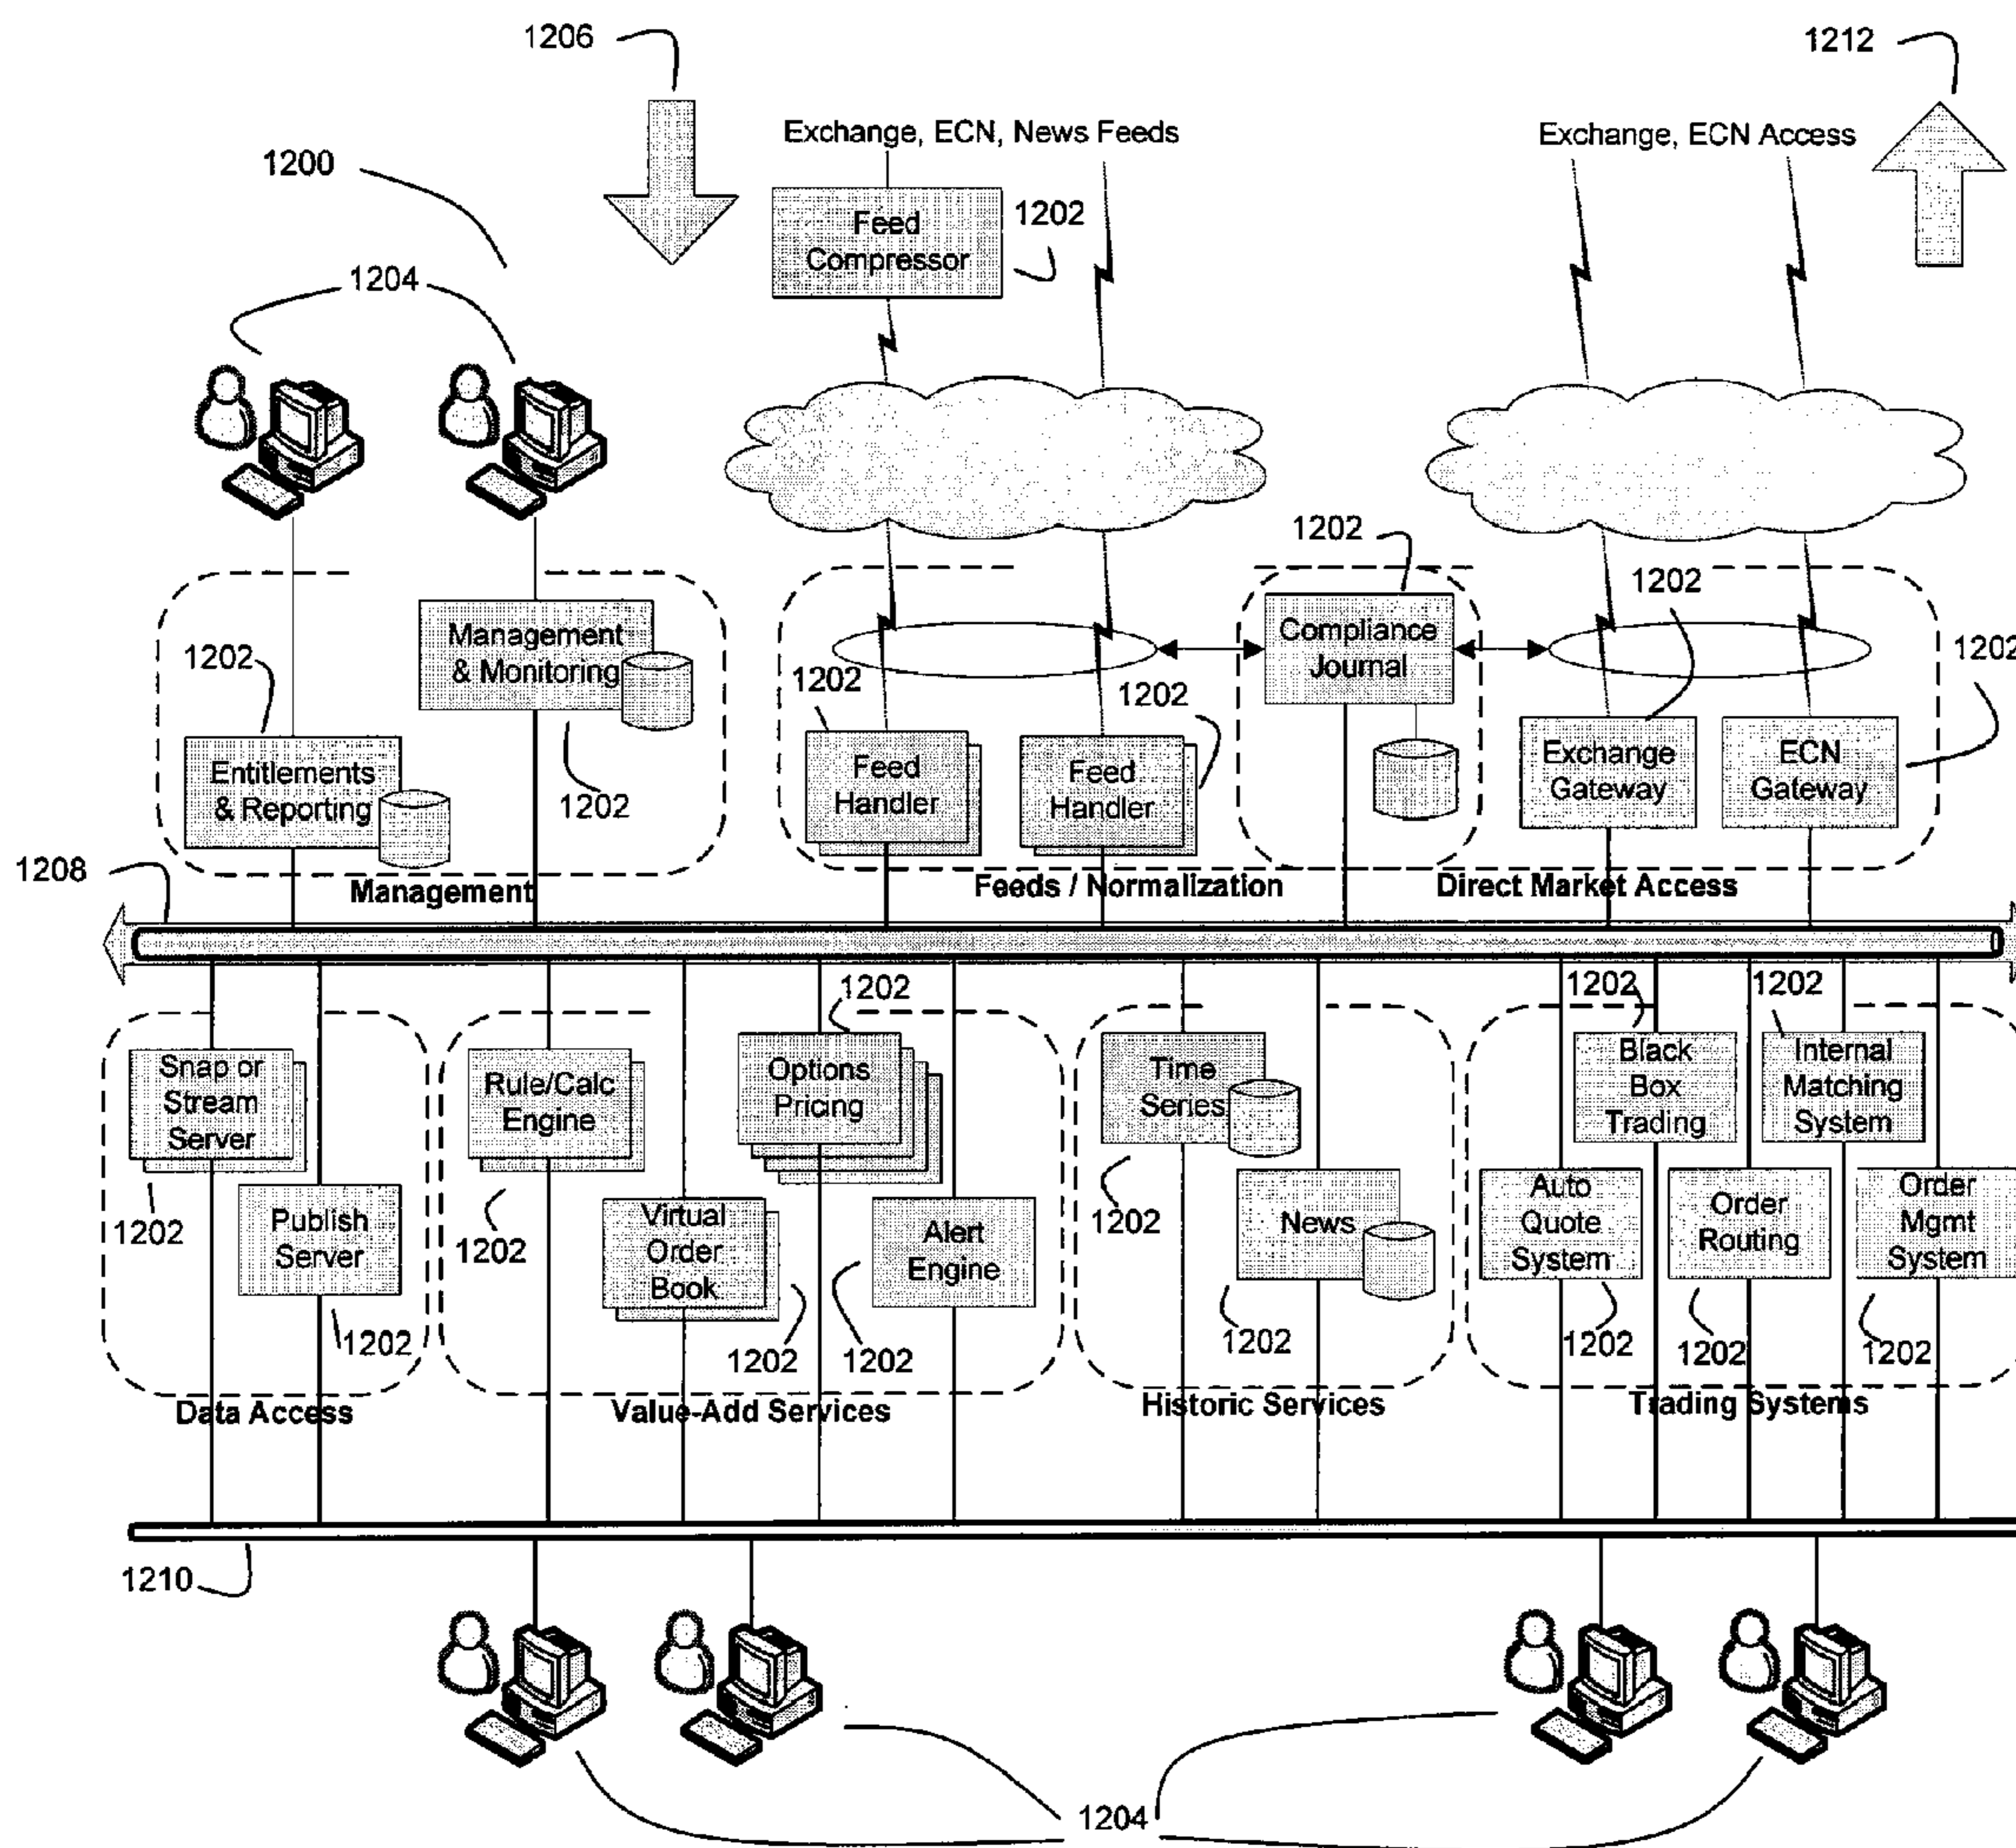 1206
1212
Exchange, ECN, News Feeds
Exchange, ECN Access
1200
1202
Feed
Compressor
1204
1202
1202
Management
& Monitoring
Compliance
Journal
1202
1202
1202
1202
Entitlements
& Reporting
1202
Feed
Handler
Feed
Handler
Exchange
Gateway
ECN
Gateway
1208
Management
Feeds / Normalization
Direct Market Access
1202
1202
1202
Snap or
Stream
Server
Rule/Calc
Engine
Options
Pricing
Time
Series
Black
Box
Trading
Internal
Matching
System
1202
Publish
Server
1202
Virtual
Order
Book
Alert
Engine
1202
News
Auto
Quote
System
Order
Routing
Order
Mgmt
System
1202
1202
1202
1202
1202
1202
1202
Data Access
Value-Add Services
Historic Services
Trading Systems
1210
1204